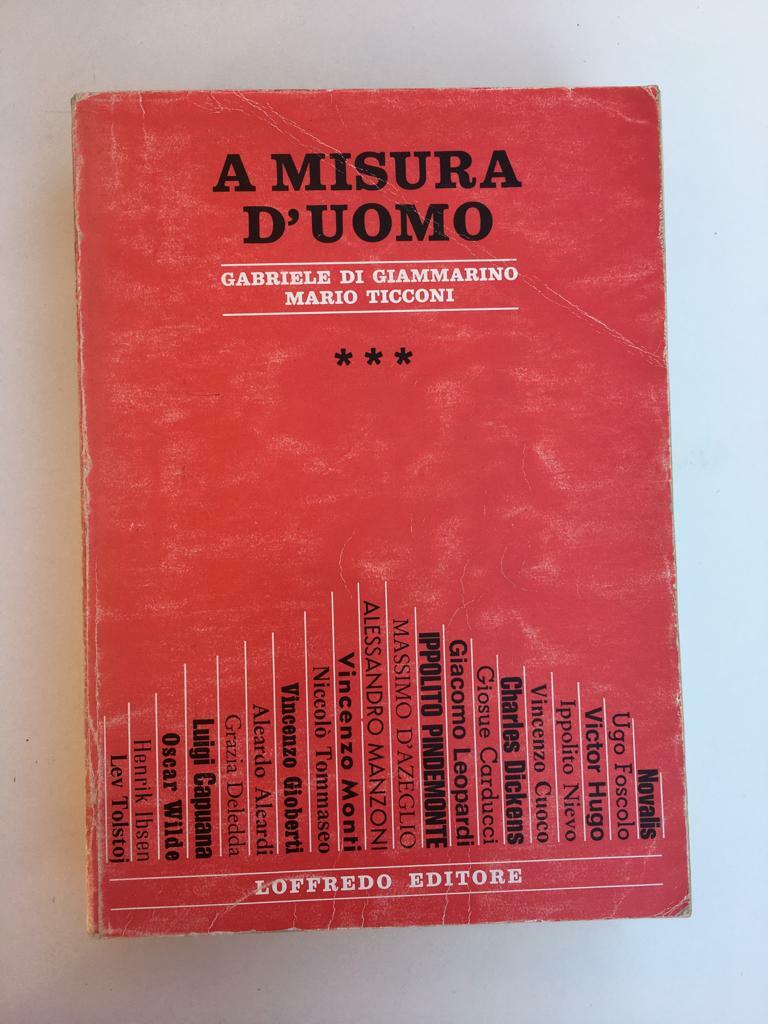 A MISURA
D'UOMO
GABRIELE DI GIAMMARINO
MARIO TICCONI
***
Lev Tolstoj
Henrik Ibsen
Oscar Wilde
Luigi Capuana
Grazia Deledda
Aleardo Aleardi
Vincenzo Gioberti
Niccolò Tommaseo
Vincenzo Monti
ALESSANDRO MANZONI
MASSIMO D'AZEGLIO
IPPOLITO PINDEMONTE
Giacomo Leopardi
Giosue Carducci
Charles Dickens
Vincenzo Cuoco
Ippolito Nievo
Victor Hugo
Ugo Foscolo
Novalis
LOFFREDO EDITORE